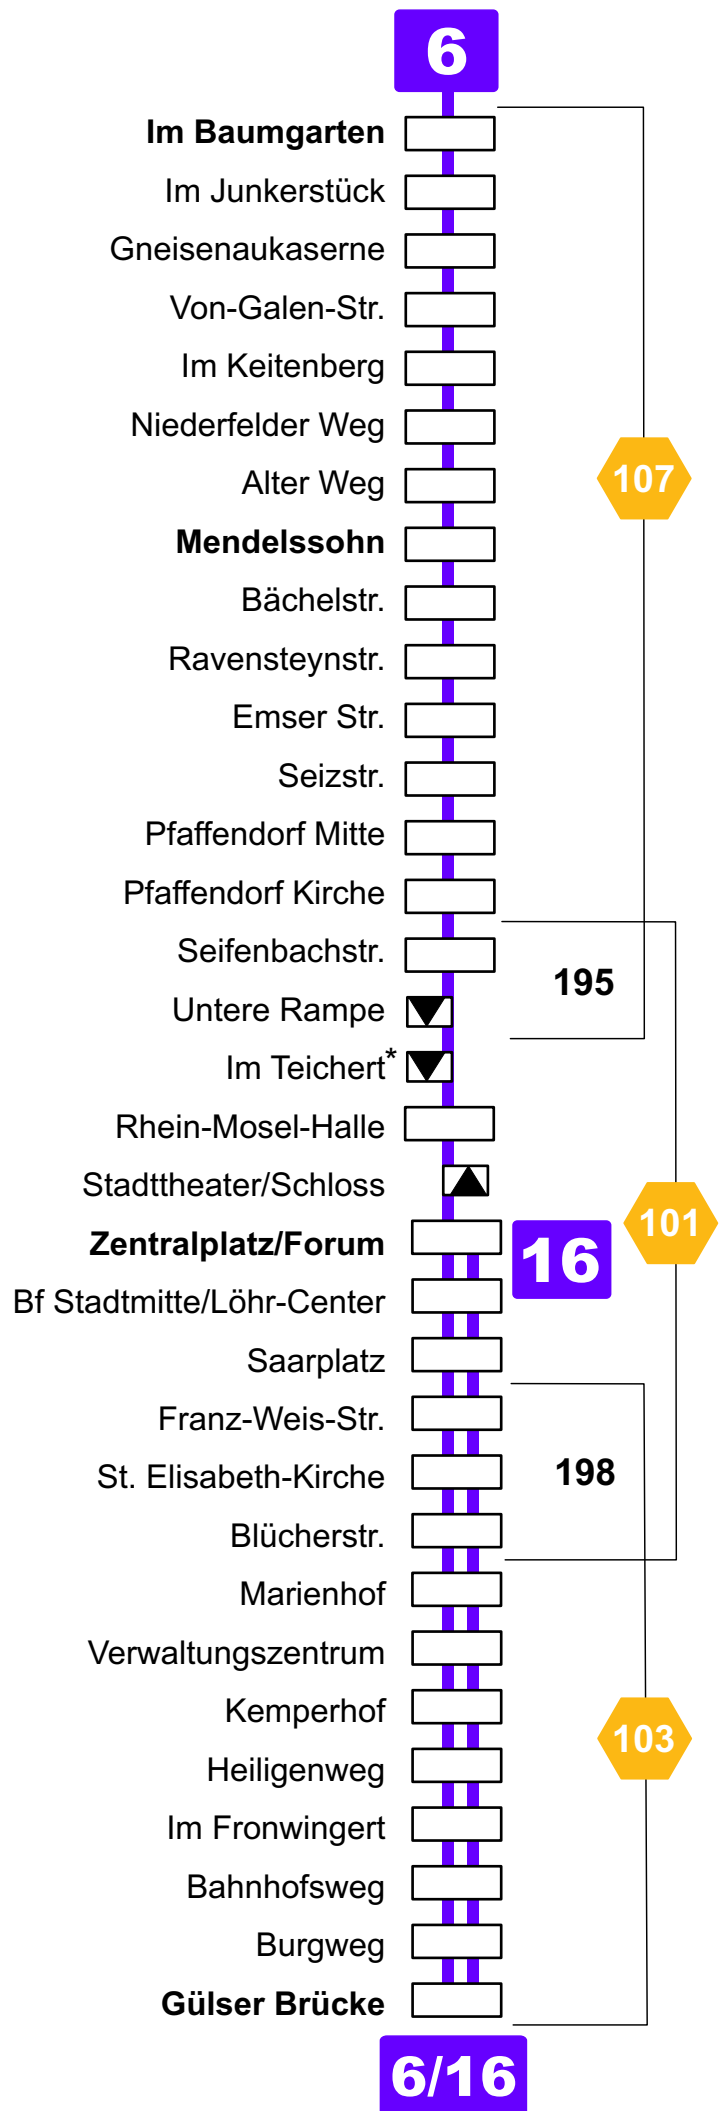 6
Im Baumgarten
Im Junkerstück
Gneisenaukaserne
Von-Galen-Str.
Im Keitenberg
Niederfelder Weg
Alter Weg
107
Mendelssohn
Bächelstr.
Ravensteynstr.
Emser Str.
Seizstr.
Pfaffendorf Mitte
Pfaffendorf Kirche
Seifenbachstr.
195
Untere Rampe
Im Teichert*
Rhein-Mosel-Halle
Stadttheater/Schloss
101
Zentralplatz/Forum
16
Bf Stadtmitte/Löhr-Center
Saarplatz
Franz-Weis-Str.
St. Elisabeth-Kirche
198
Blücherstr.
Marienhof
Verwaltungszentrum
Kemperhof
103
Heiligenweg
Im Fronwingert
Bahnhofsweg
Burgweg
Gülser Brücke
6/16